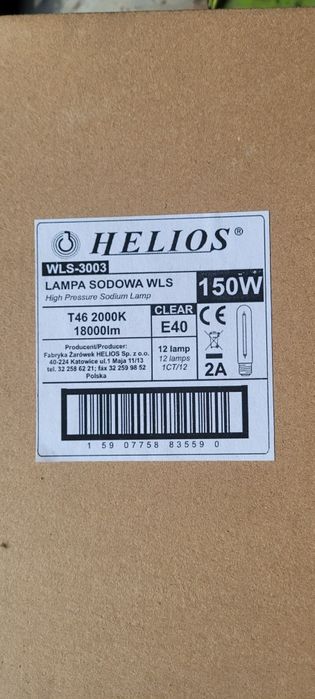 HELIOS®
WLS-3003
LAMPA SODOWA WLS
High Pressure Sodium Lamp
150W
T46 2000K
18000lm
CLEAR
E40
CE
Producent/Producer:
Fabryka Żarówek HELIOS Sp. z o.o.
40-224 Katowice ul.1 Maja 11/13
tel. 32 258 62 21; fax 32 259 98 52
Polska
12 lamp
12 lamps
1CT/12
2A
1 59 07758 83559 0